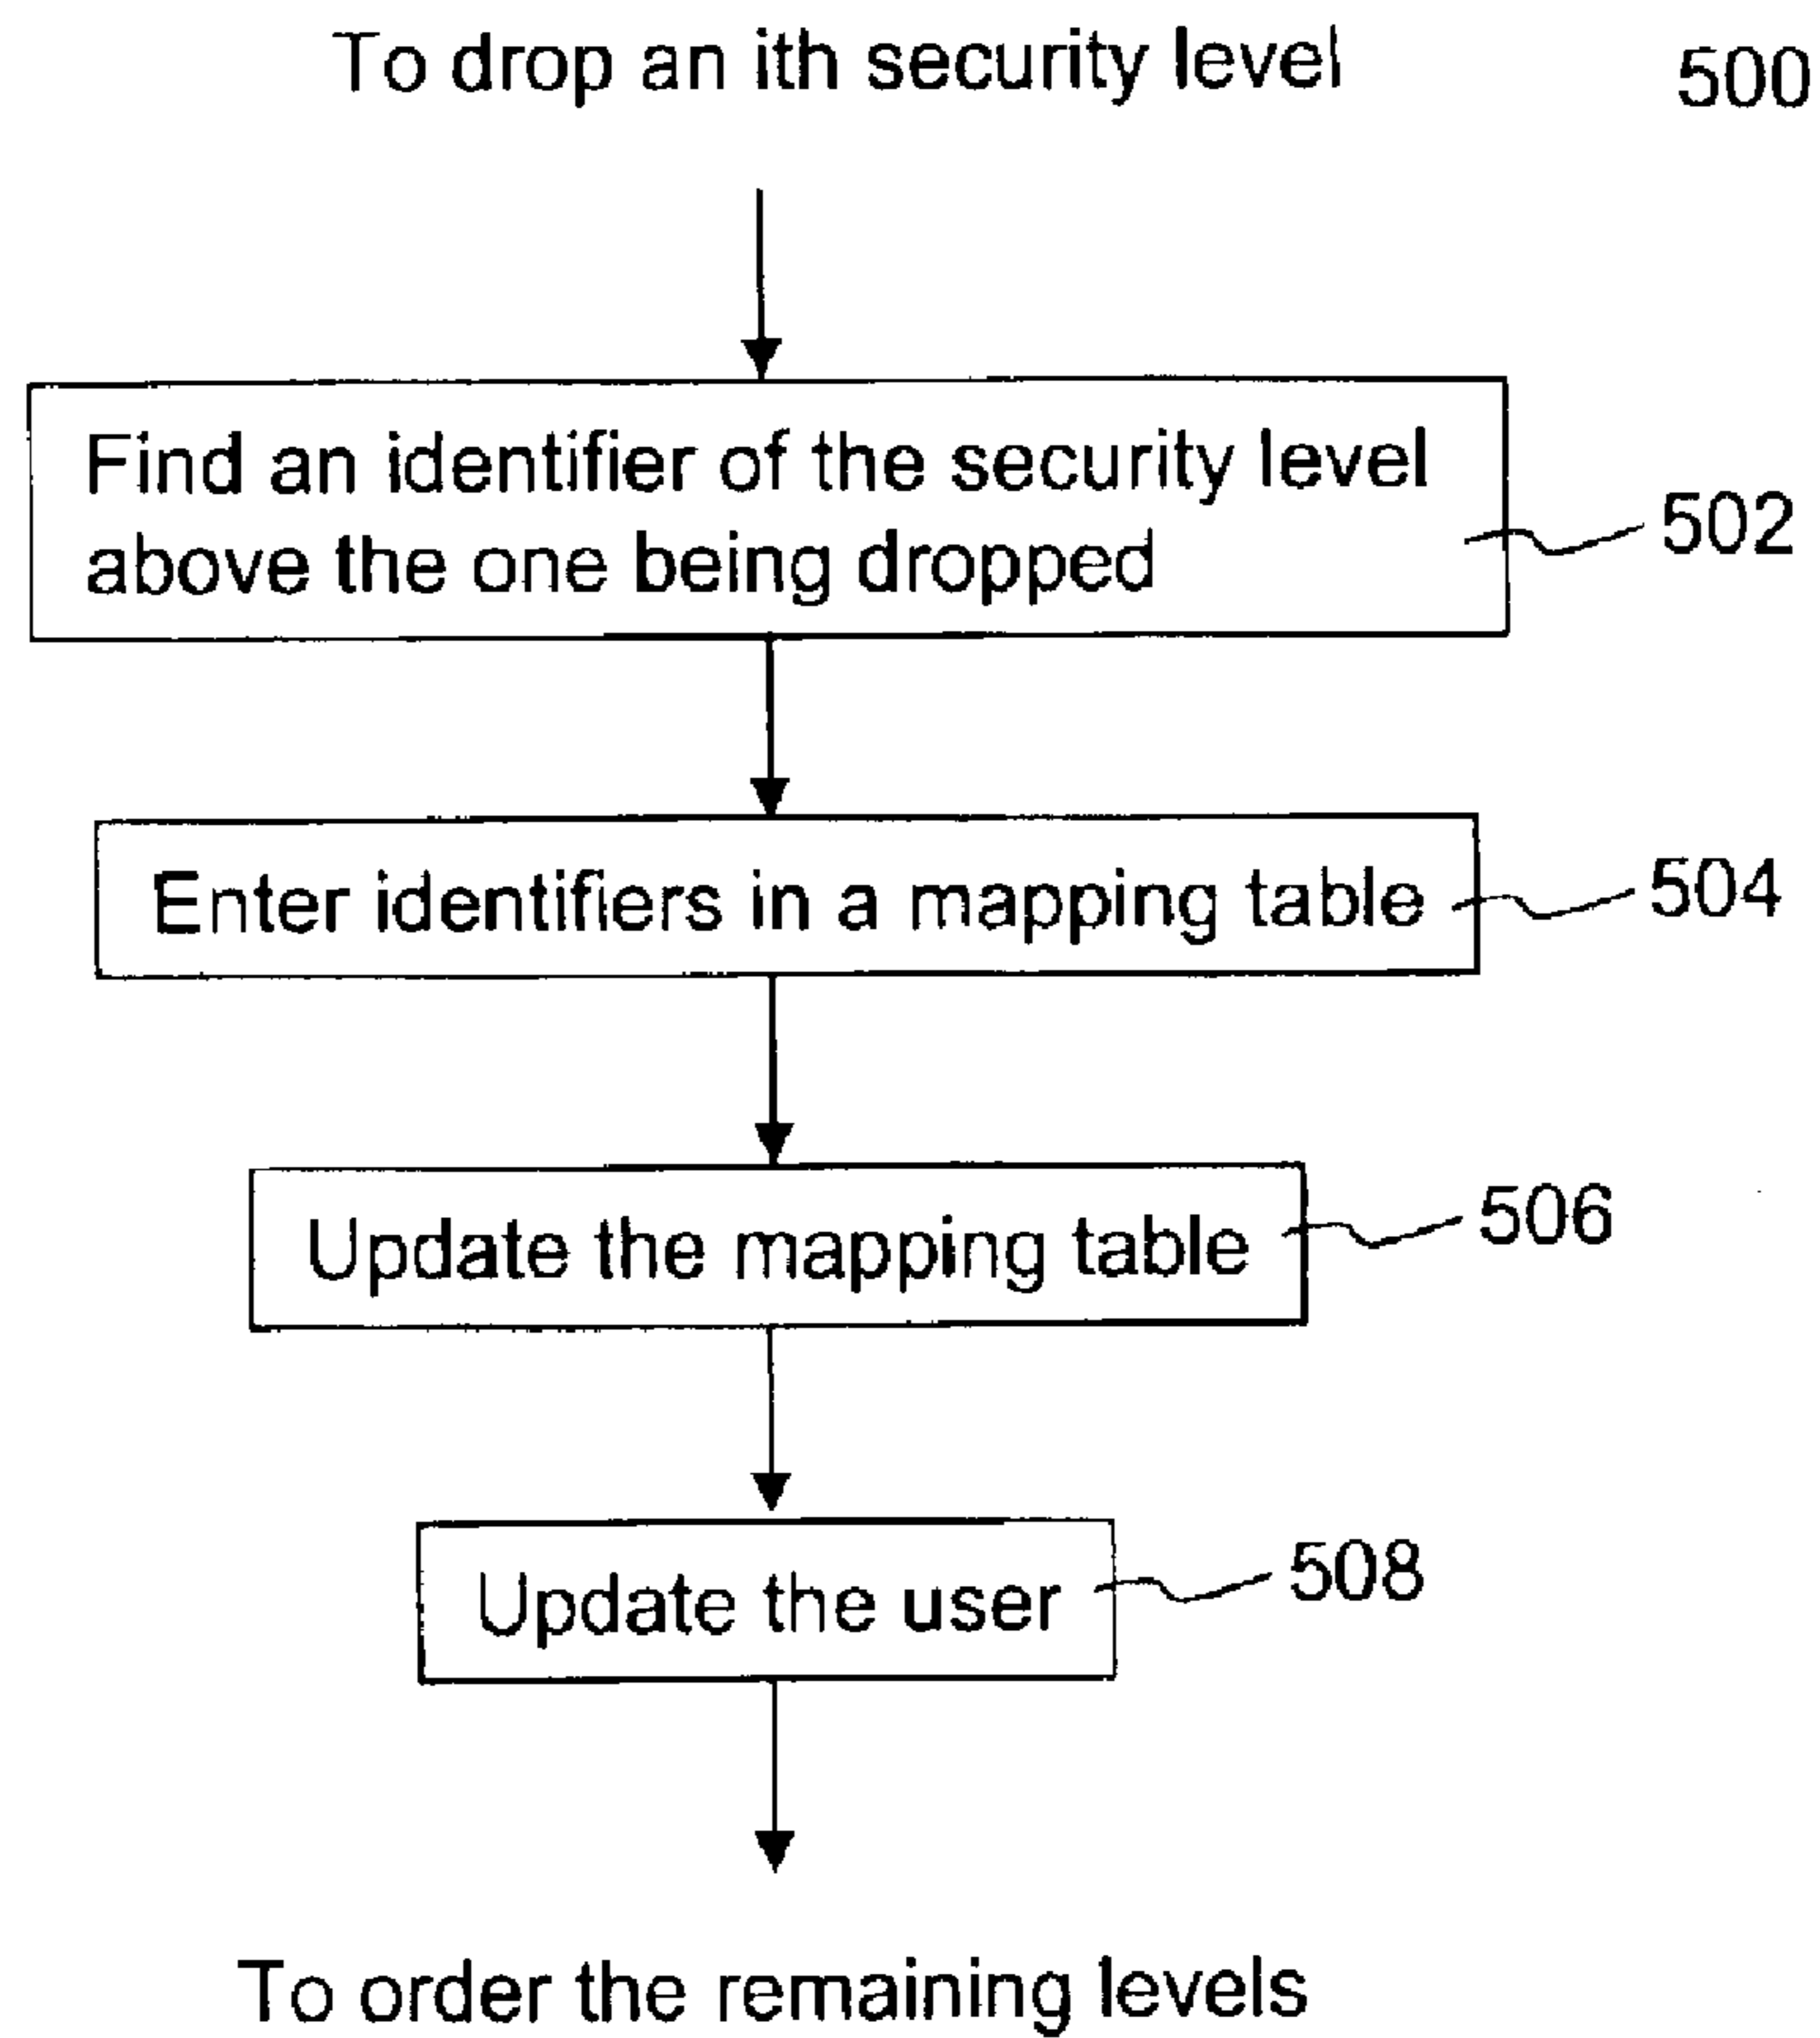 To drop an ith security level
500
Find an identifier of the security level
above the one being dropped
502
Enter identifiers in a mapping table
504
Update the mapping table
506
Update the user
508
To order the remaining levels